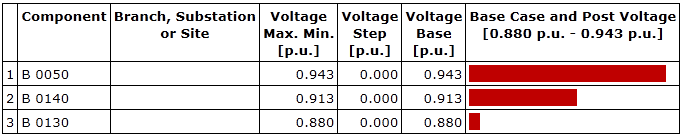 Component Branch, Substation or Site Voltage Max. Min. [p.u.] Voltage Step [p.u.] Voltage Base [p.u.] Base Case and Post Voltage [0.880 p.u. - 0.943 p.u.]
1 B 0050 0.943 0.000 0.943
2 B 0140 0.913 0.000 0.913
3 B 0130 0.880 0.000 0.880